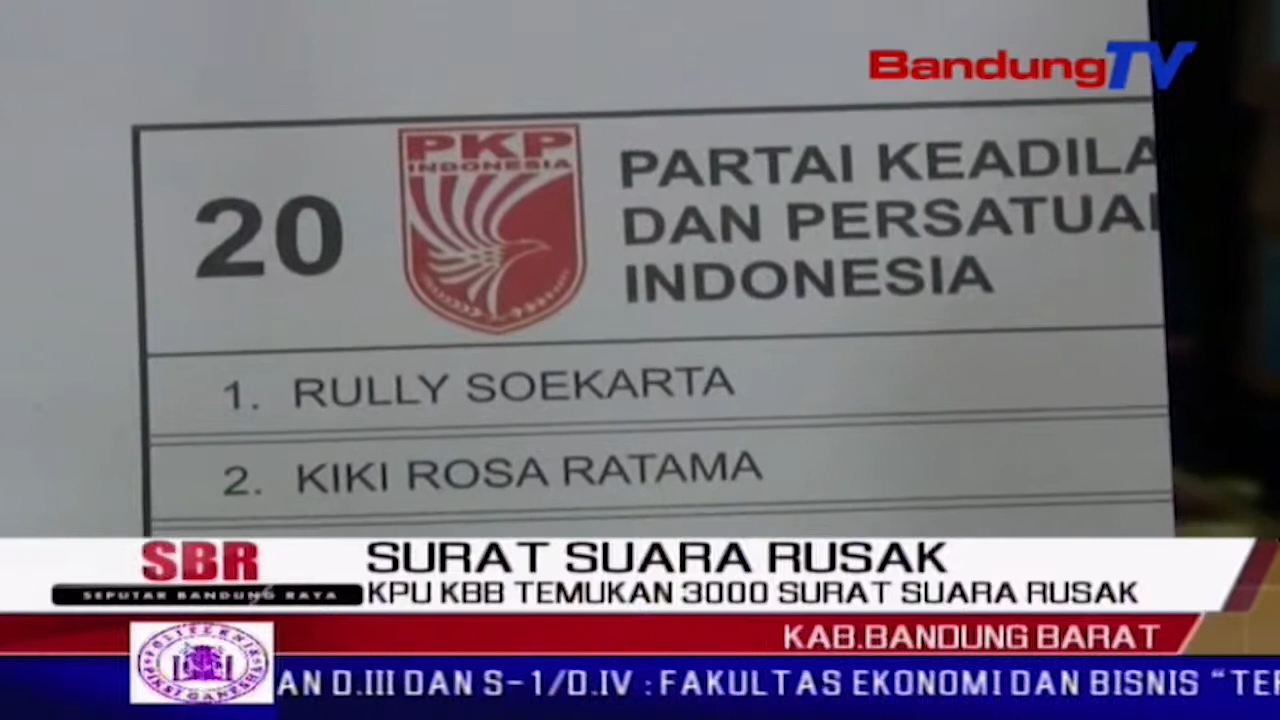 BandungTV
20
PKP
INDONESIA
PARTAI KEADILA
DAN PERSATUA
INDONESIA
1. RULLY SOEKARTA
2. KIKI ROSA RATAMA
SBR
SEPUTAR BANDUNG RAYA
SURAT SUARA RUSAK
KPU KBB TEMUKAN 3000 SURAT SUARA RUSAK
KAB.BANDUNG BARAT
AN D.III DAN S-1/D.IV : FAKULTAS EKONOMI DAN BISNIS “TE